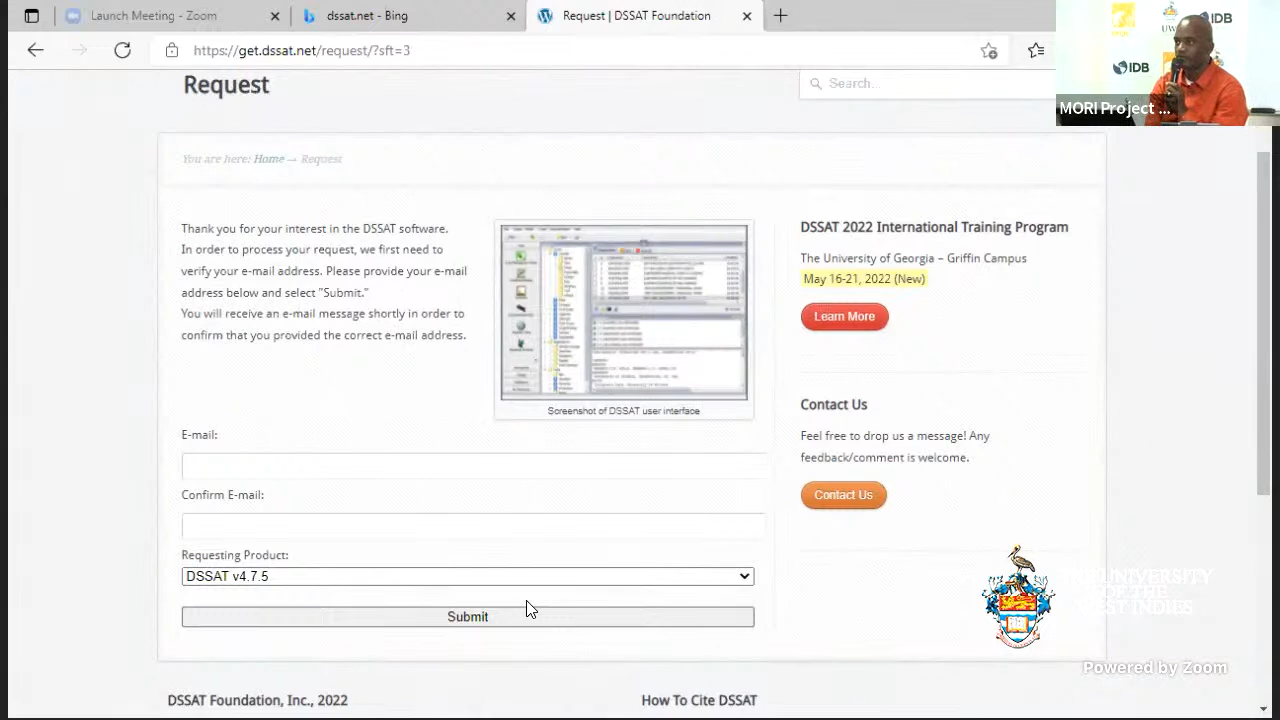 Launch Meeting - Zoom
dssat.net - Bing
Request | DSSAT Foundation
https://get.dssat.net/request/?sft=3
Request
Search...
IDB
IDB
MORI Project ...
You are here: Home → Request
Thank you for your interest in the DSSAT software.
In order to process your request, we first need to
verify your e-mail address. Please provide your e-mail
address below and select "Submit."
You will receive an e-mail message shortly in order to
confirm that you provided the correct e-mail address.
Screenshot of DSSAT user interface
DSSAT 2022 International Training Program
The University of Georgia – Griffin Campus
May 16-21, 2022 (New)
Learn More
Contact Us
Feel free to drop us a message! Any
feedback/comment is welcome.
Contact Us
E-mail:
Confirm E-mail:
Requesting Product:
DSSAT v4.7.5
Submit
THE UNIVERSITY
OF THE
WEST INDIES
Powered by Zoom
DSSAT Foundation, Inc., 2022
How To Cite DSSAT